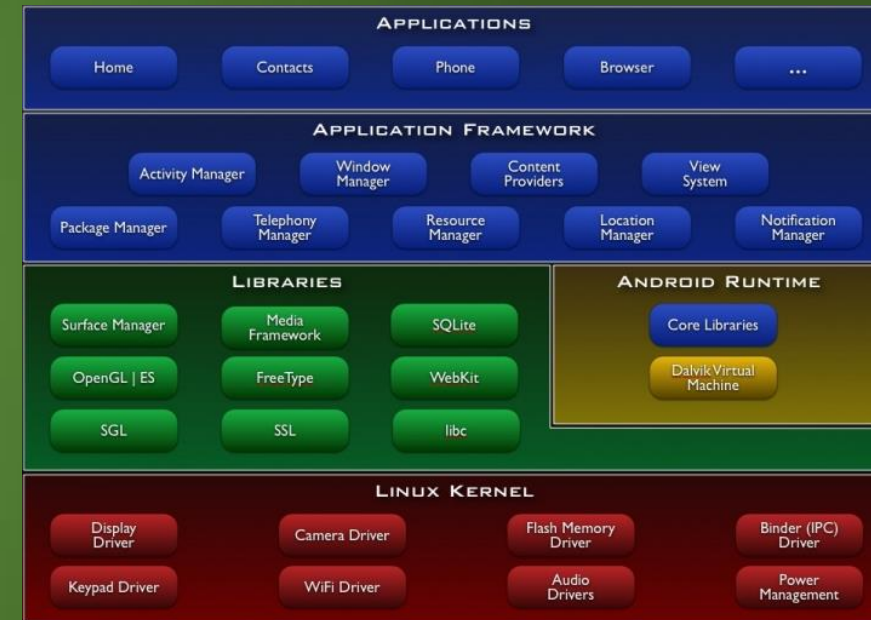 APPLICATIONS
Home
Contacts
Phone
Browser
...
APPLICATION FRAMEWORK
Activity Manager
Window
Manager
Content
Providers
View
System
Package Manager
Telephony
Manager
Resource
Manager
Location
Manager
Notification
Manager
LIBRARIES
Surface Manager
Media
Framework
SQLite
OpenGL | ES
FreeType
WebKit
SGL
SSL
libc
ANDROID RUNTIME
Core Libraries
Dalvik Virtual
Machine
LINUX KERNEL
Display
Driver
Camera Driver
Flash Memory
Driver
Binder (IPC)
Driver
Keypad Driver
WiFi Driver
Audio
Drivers
Power
Management